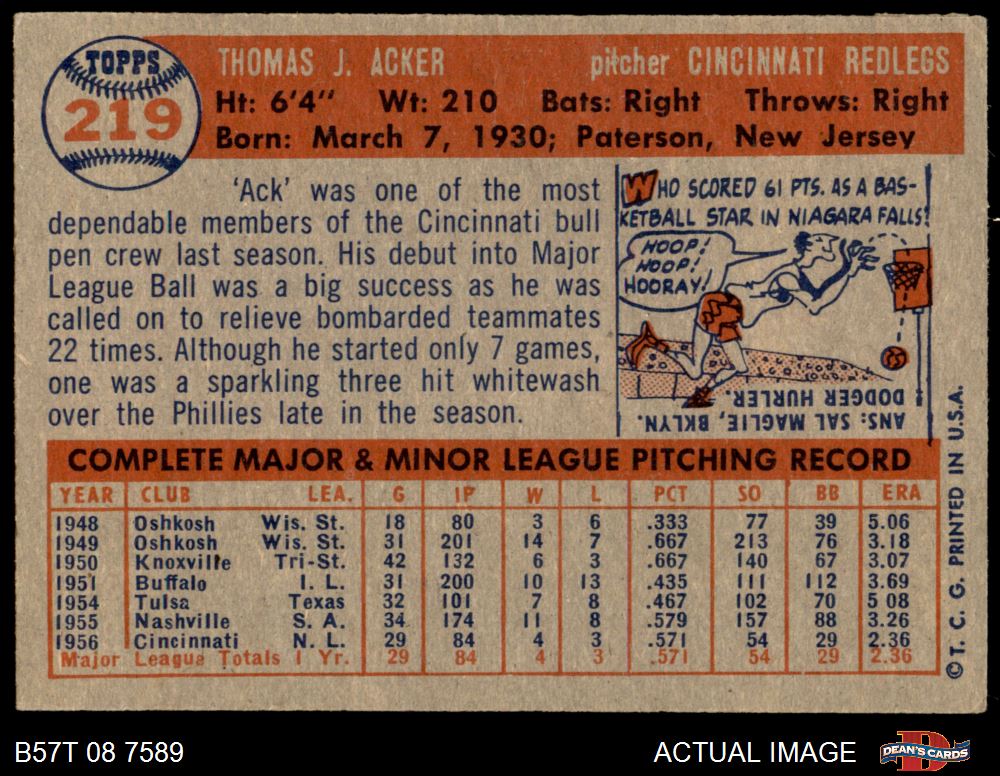 TOPPS
219
THOMAS J. ACKER pitcher CINCINNATI REDLEGS
Ht: 6'4" Wt: 210 Bats: Right Throws: Right
Born: March 7, 1930; Paterson, New Jersey
'Ack' was one of the most
dependable members of the Cincinnati bull
pen crew last season. His debut into Major
League Ball was a big success as he was
called on to relieve bombarded teammates
22 times. Although he started only 7 games,
one was a sparkling three hit whitewash
over the Phillies late in the season.
WHO SCORED 61 PTS. AS A BAS-
KETBALL STAR IN NIAGARA FALLS?
HOOP!
HOOP!
HOORAY!
ANS: SAL MAGLIE, BKLYN.
DODGER HURLER.
COMPLETE MAJOR & MINOR LEAGUE PITCHING RECORD
YEAR CLUB LEA. G IP W L PCT SO BB ERA
1948 Oshkosh Wis. St. 18 80 3 6 .333 77 39 5.06
1949 Oshkosh Wis. St. 31 201 14 7 .667 213 76 3.18
1950 Knoxville Tri-St. 42 132 6 3 .667 140 67 3.07
1951 Buffalo I. L. 31 200 10 13 .435 111 112 3.69
1954 Tulsa Texas 32 101 7 8 .467 102 70 5 08
1955 Nashville S. A. 34 174 11 8 .579 157 88 3.26
1956 Cincinnati N. L. 29 84 4 3 .571 54 29 2.36
Major League Totals 1 Yr. 29 84 4 3 .571 54 29 2.36
© T. C. G. PRINTED IN U.S.A.
B57T 08 7589 ACTUAL IMAGE
DEAN'S CARDS